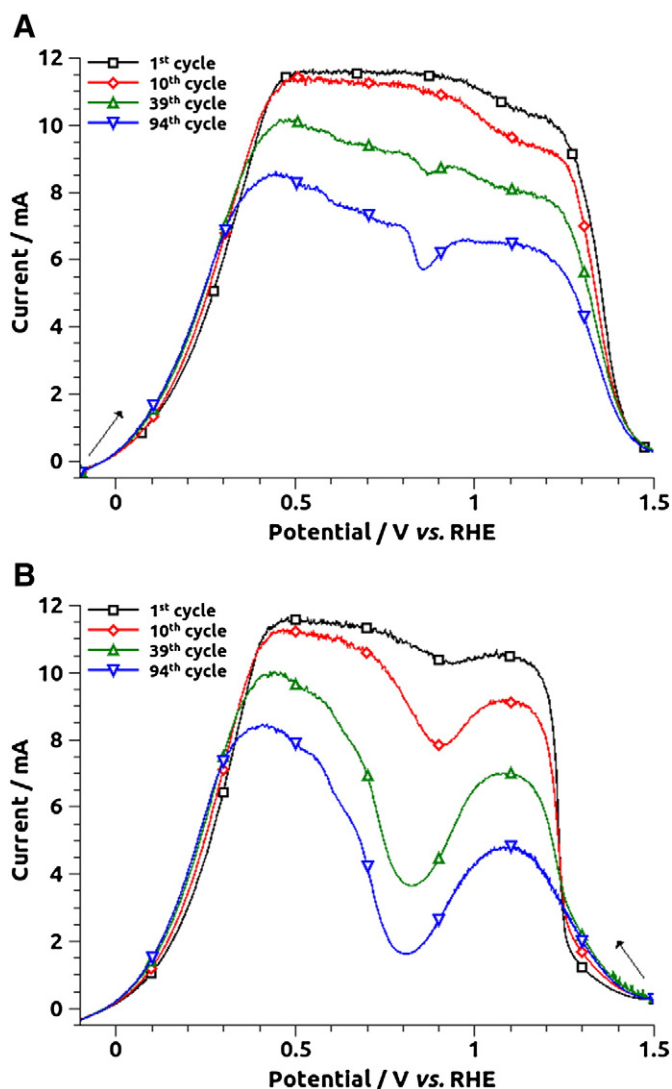 A
1st cycle
10th cycle
39th cycle
94th cycle
12
10
8
6
4
2
0
Current / mA
0
0.5
1
1.5
Potential / V vs. RHE
B
1st cycle
10th cycle
39th cycle
94th cycle
12
10
8
6
4
2
0
Current / mA
0
0.5
1
1.5
Potential / V vs. RHE